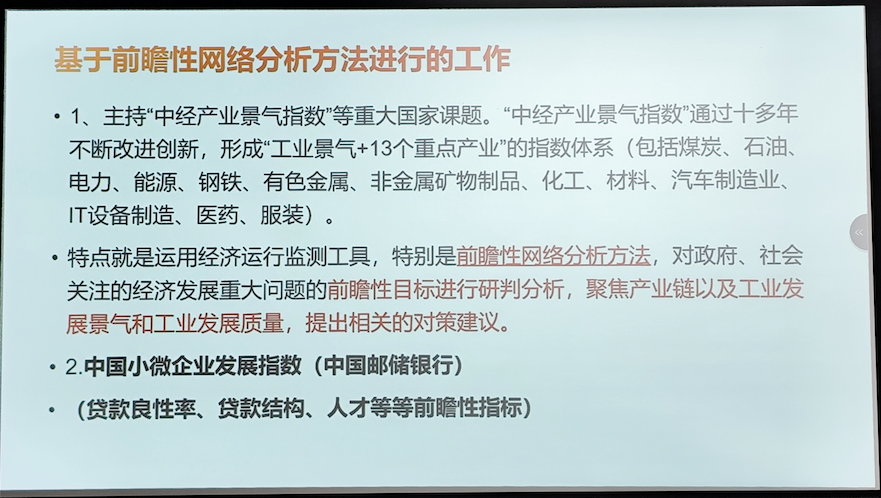 基于前瞻性网络分析方法进行的工作
• 1、主持“中经产业景气指数”等重大国家课题。“中经产业景气指数”通过十多年
不断改进创新，形成“工业景气+13个重点产业”的指数体系（包括煤炭、石油、
电力、能源、钢铁、有色金属、非金属矿物制品、化工、材料、汽车制造业、
IT设备制造、医药、服装）。
• 特点就是运用经济运行监测工具，特别是前瞻性网络分析方法，对政府、社会
关注的经济发展重大问题的前瞻性目标进行研判分析，聚焦产业链以及工业发
展景气和工业发展质量，提出相关的对策建议。
• 2.中国小微企业发展指数（中国邮储银行）
• （贷款良性率、贷款结构、人才等等前瞻性指标）